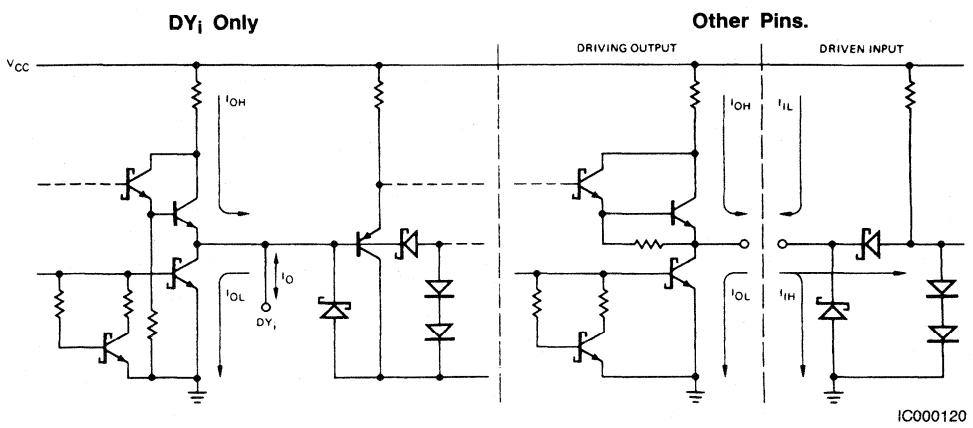 DYi Only
Other Pins.
DRIVING OUTPUT
DRIVEN INPUT
VCC
IOH
IOH
IIL
IOL
IO
DYi
IOL
IIH
IC000120